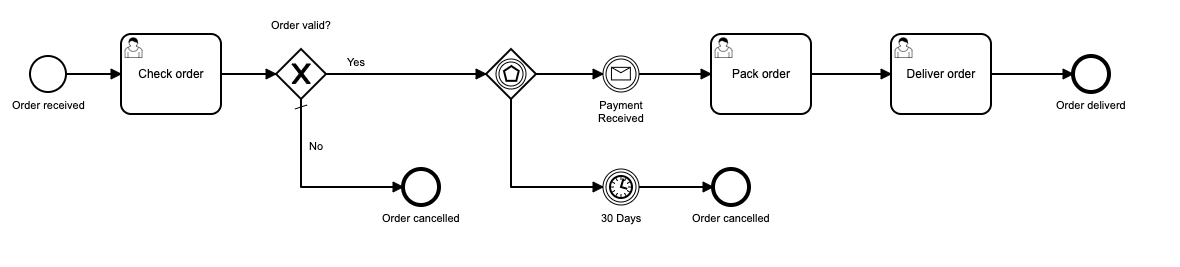 Order valid?
Yes
Order received
Check order
Payment
Received
Pack order
Deliver order
Order deliverd
No
Order cancelled
30 Days
Order cancelled